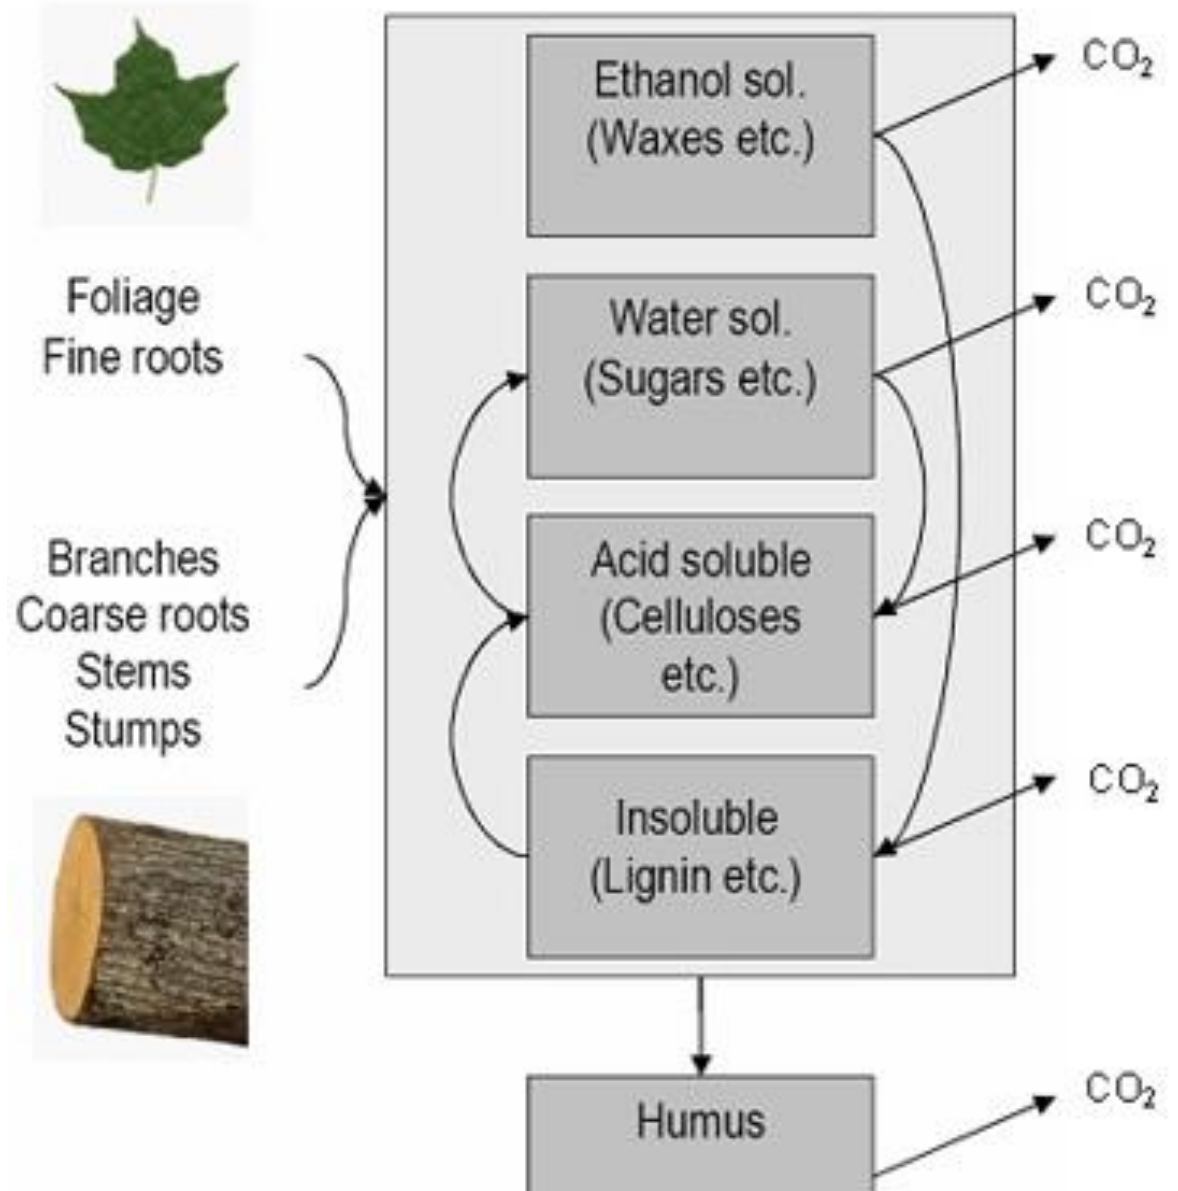 Foliage
Fine roots
Branches
Coarse roots
Stems
Stumps
Ethanol sol.
(Waxes etc.)
CO₂
Water sol.
(Sugars etc.)
CO₂
Acid soluble
(Celluloses
etc.)
CO₂
Insoluble
(Lignin etc.)
CO₂
Humus
CO₂